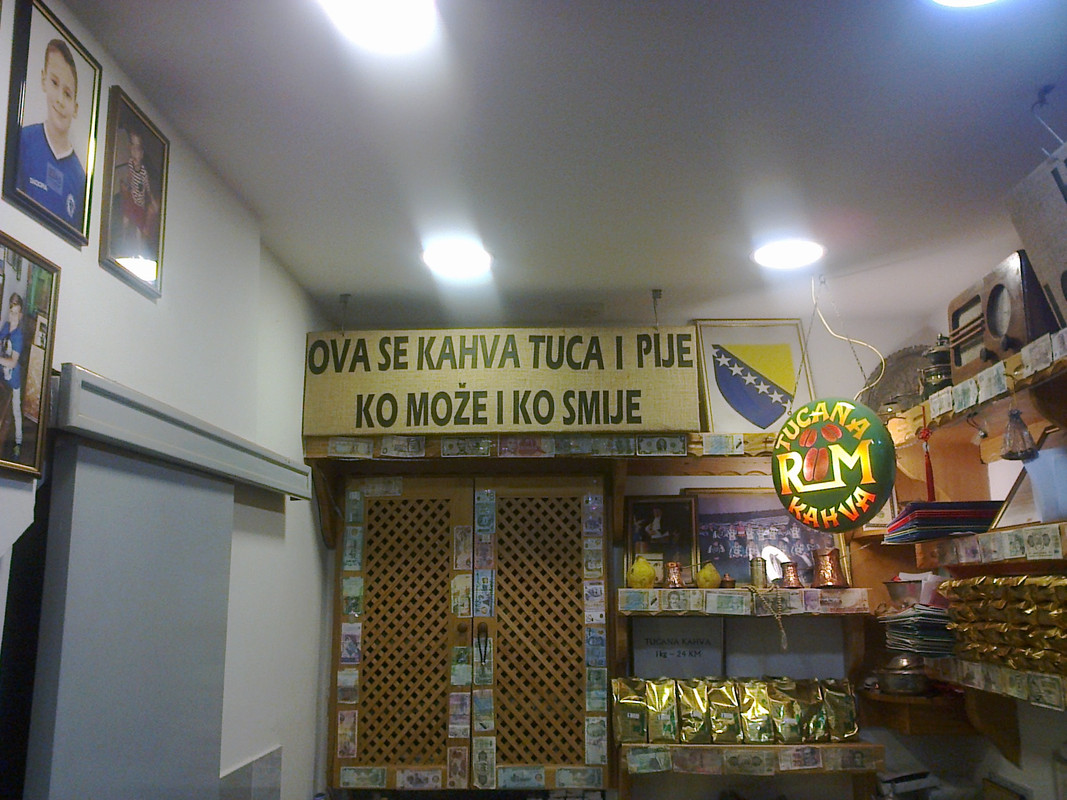 OVA SE KAHVA TUCA I PIJE
KO MOŽE I KO SMIJE
TUCANA
RM
KAHVA
TUCANA KAHVA
1kg - 24 KM